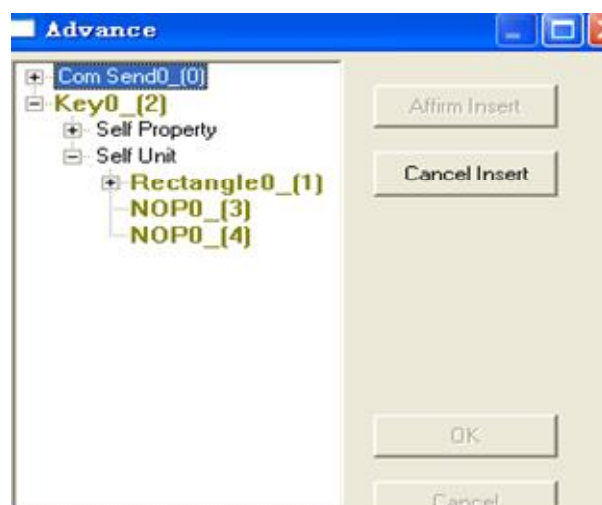 Advance
Com Send0_(0)
Key0_(2)
Self Property
Self Unit
Rectangle0_(1)
NOP0_(3)
NOP0_(4)
Affirm Insert
Cancel Insert
OK
Cancel